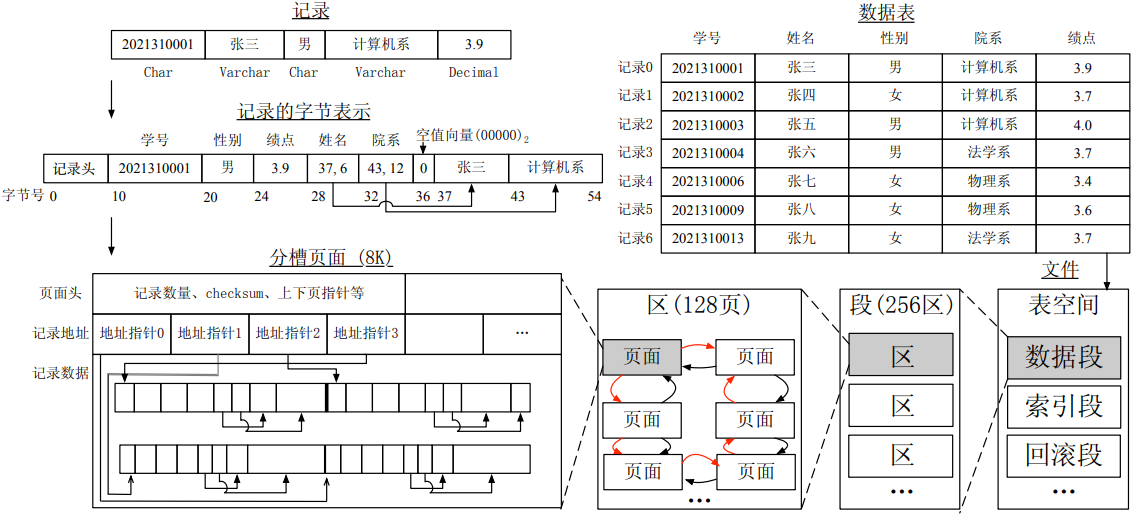 记录
2021310001 张三 男 计算机系 3.9
Char Varchar Char Varchar Decimal
记录的字节表示
学号 性别 绩点 姓名 院系 空值向量(00000)2
记录头 2021310001 男 3.9 37,6 43,12 0 张三 计算机系
字节号 0 10 20 24 28 32 36 37 43 54
数据表
学号 姓名 性别 院系 绩点
记录0 2021310001 张三 男 计算机系 3.9
记录1 2021310002 张四 女 计算机系 3.7
记录2 2021310003 张五 男 计算机系 4.0
记录3 2021310004 张六 男 法学系 3.7
记录4 2021310006 张七 女 物理系 3.4
记录5 2021310009 张八 女 物理系 3.6
记录6 2021310013 张九 女 法学系 3.7
分槽页面 (8K)
页面头 记录数量、checksum、上下页指针等
记录地址 地址指针0 地址指针1 地址指针2 地址指针3 …
记录数据
区(128页)
页面 页面
页面 页面
页面 页面
…
段(256区)
区
区
区
…
文件
表空间
数据段
索引段
回滚段
…